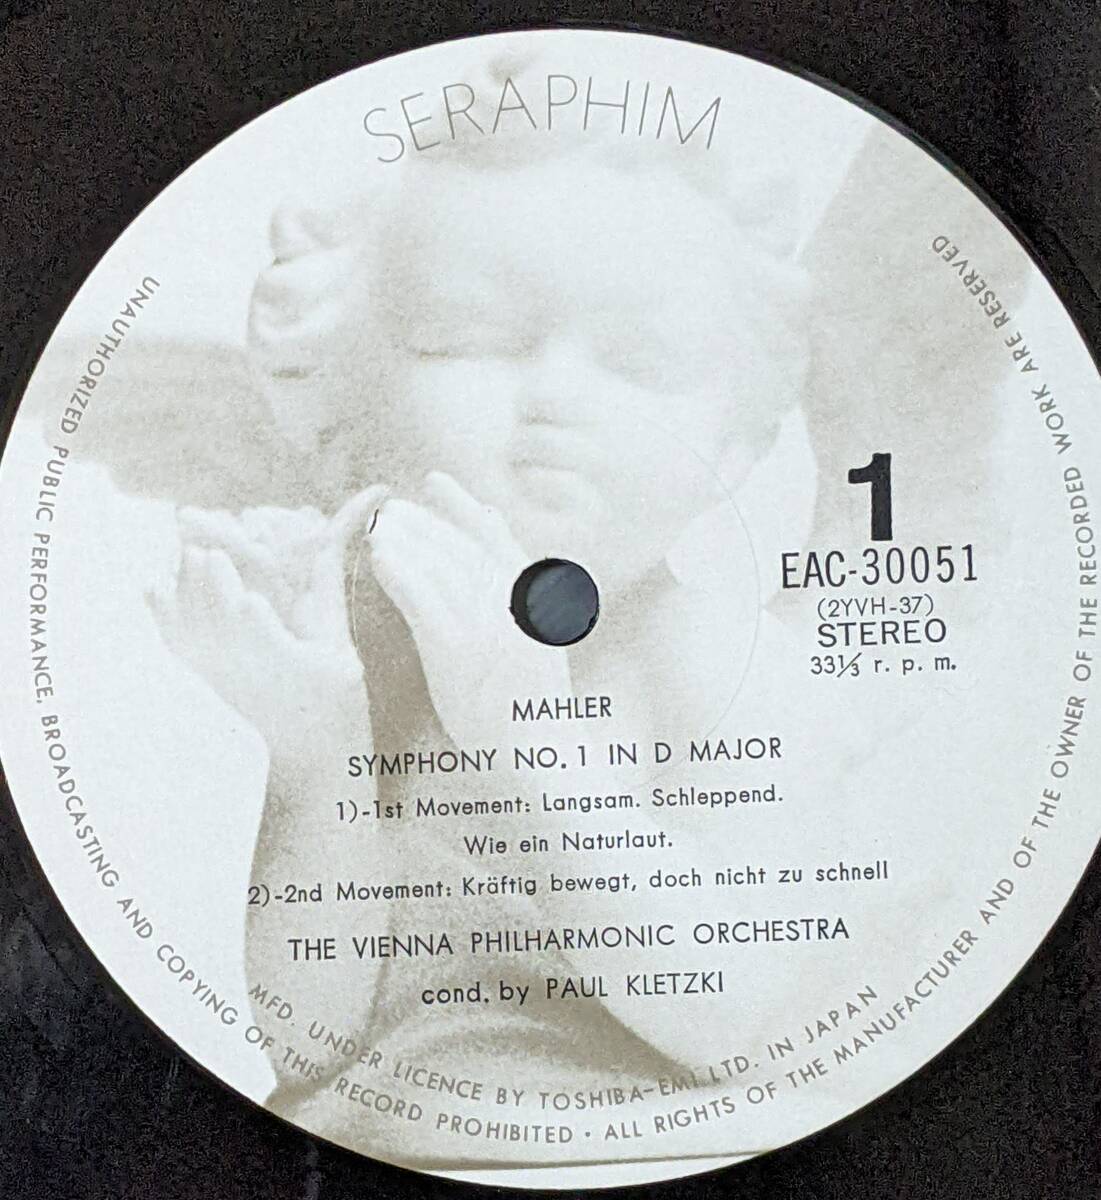 SERAPHIM
1
EAC-30051
(2YVH-37)
STEREO
33⅓ r. p. m.
MAHLER
SYMPHONY NO. 1 IN D MAJOR
1)-1st Movement: Langsam. Schleppend.
Wie ein Naturlaut.
2)-2nd Movement: Kräftig bewegt, doch nicht zu schnell
THE VIENNA PHILHARMONIC ORCHESTRA
cond. by PAUL KLETZKI
MFD. UNDER LICENCE BY TOSHIBA-EMI LTD. IN JAPAN
UNAUTHORIZED PUBLIC PERFORMANCE, BROADCASTING AND COPYING OF THIS RECORD PROHIBITED · ALL RIGHTS OF THE MANUFACTURER AND OF THE OWNER OF THE RECORDED WORK ARE RESERVED